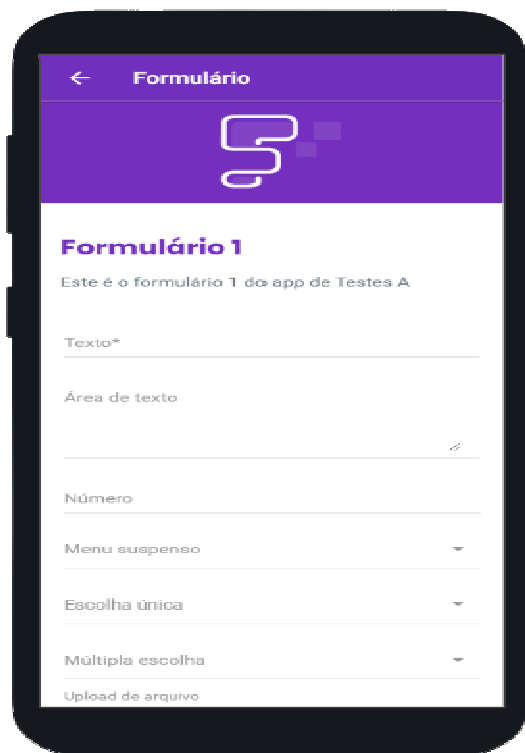 Formulário
Formulário 1
Este é o formulário 1 do app de Testes A
Texto*
Área de texto
Número
Menu suspenso
Escolha única
Múltipla escolha
Upload de arquivo